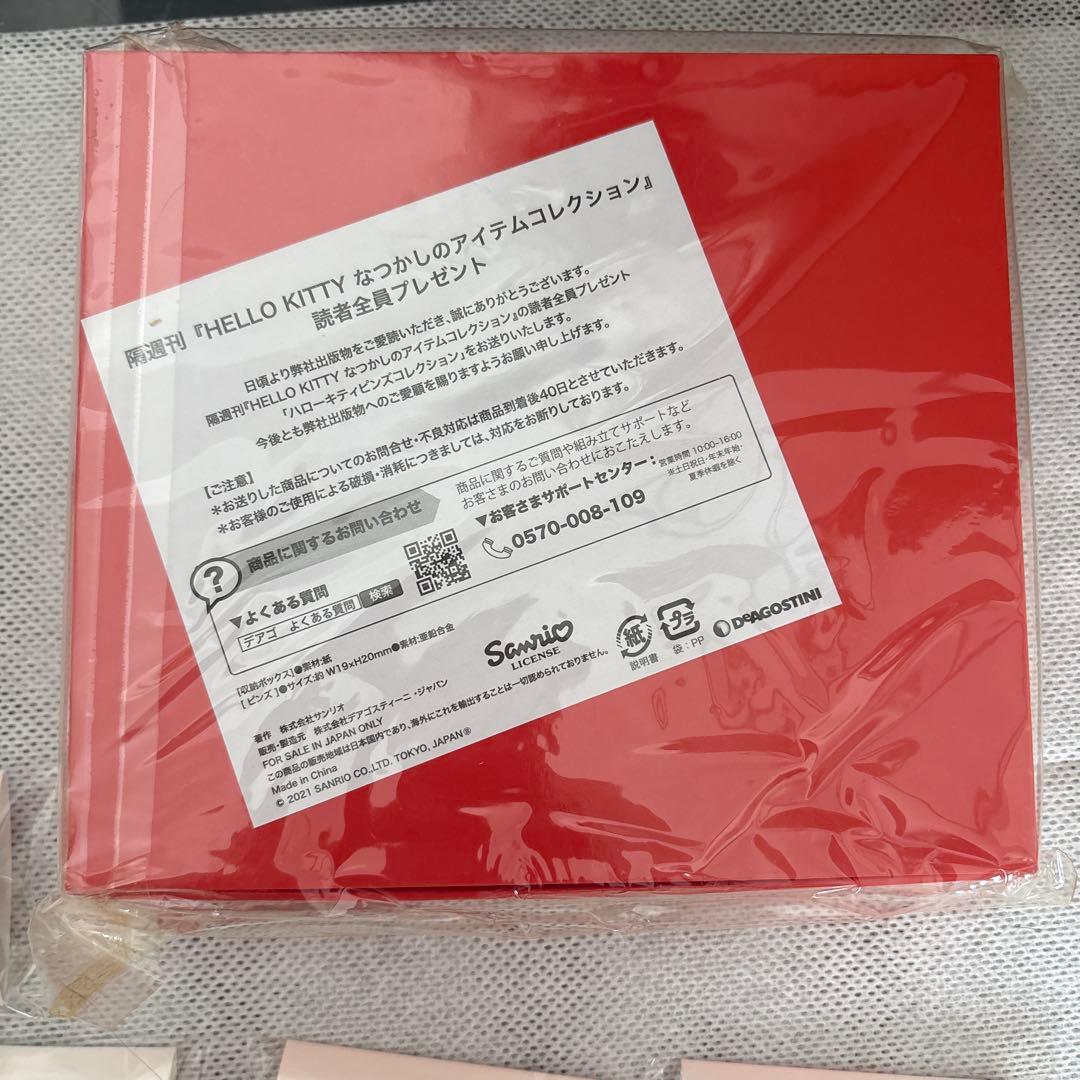 隔週刊『HELLO KITTY なつかしのアイテムコレクション』
読者全員プレゼント
日頃より弊社出版物をご愛読いただき、誠にありがとうございます。
隔週刊『HELLO KITTY なつかしのアイテムコレクション』の読者全員プレゼント
「ハローキティピンズコレクション」をお送りいたします。
今後とも弊社出版物へのご愛顧を賜りますようお願い申し上げます。
【ご注意】
＊お送りした商品についてのお問合せ・不良対応は商品到着後40日とさせていただきます。
＊お客様のご使用による破損・消耗につきましては、対応をお断りしております。
? 商品に関するお問い合わせ
▼よくある質問
デアゴ よくある質問 検索
商品に関するご質問や組み立てサポートなど
お客さまのお問い合わせにおこたえします。
▼お客さまサポートセンター：
0570-008-109
営業時間 10:00~16:00
※土日祝日・年末年始・
夏季休暇を除く
[収納ボックス]●素材:紙
[ピンズ]●サイズ:約 W19×H20mm●素材:亜鉛合金
Sanrio
LICENSE
紙
説明書
プラ
袋：PP
DeAGOSTINI
著作 株式会社サンリオ
販売・製造元 株式会社デアゴスティーニ・ジャパン
FOR SALE IN JAPAN ONLY
この商品の販売地域は日本国内であり、海外にこれを輸出することは一切認められておりません。
Made in China
© 2021 SANRIO CO.,LTD. TOKYO, JAPAN Ⓡ